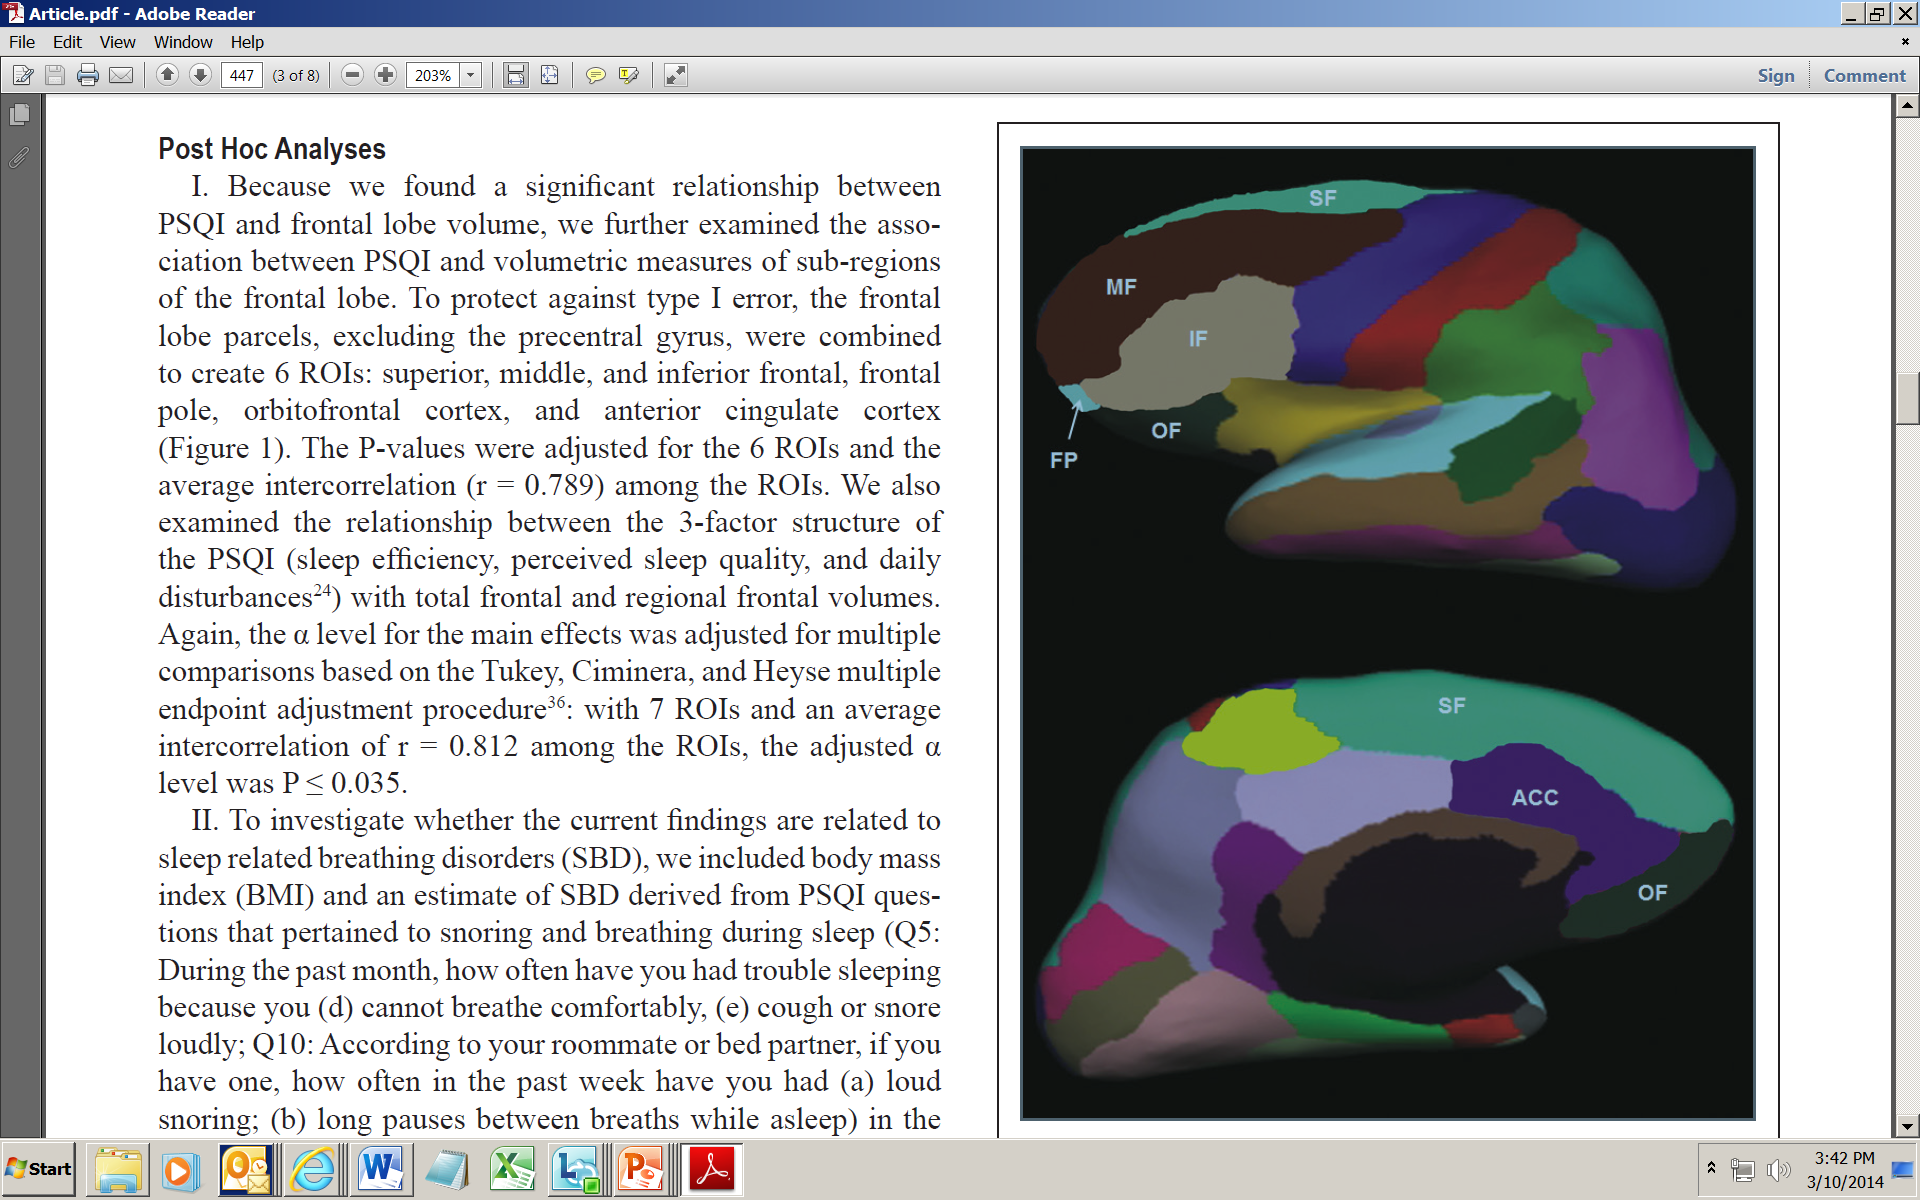 Article.pdf - Adobe Reader
File Edit View Window Help
447 (3 of 8) 203% Sign Comment
Post Hoc Analyses
I. Because we found a significant relationship between
PSQI and frontal lobe volume, we further examined the asso-
ciation between PSQI and volumetric measures of sub-regions
of the frontal lobe. To protect against type I error, the frontal
lobe parcels, excluding the precentral gyrus, were combined
to create 6 ROIs: superior, middle, and inferior frontal, frontal
pole, orbitofrontal cortex, and anterior cingulate cortex
(Figure 1). The P-values were adjusted for the 6 ROIs and the
average intercorrelation (r = 0.789) among the ROIs. We also
examined the relationship between the 3-factor structure of
the PSQI (sleep efficiency, perceived sleep quality, and daily
disturbances24) with total frontal and regional frontal volumes.
Again, the α level for the main effects was adjusted for multiple
comparisons based on the Tukey, Ciminera, and Heyse multiple
endpoint adjustment procedure36: with 7 ROIs and an average
intercorrelation of r = 0.812 among the ROIs, the adjusted α
level was P ≤ 0.035.
II. To investigate whether the current findings are related to
sleep related breathing disorders (SBD), we included body mass
index (BMI) and an estimate of SBD derived from PSQI ques-
tions that pertained to snoring and breathing during sleep (Q5:
During the past month, how often have you had trouble sleeping
because you (d) cannot breathe comfortably, (e) cough or snore
loudly; Q10: According to your roommate or bed partner, if you
have one, how often in the past week have you had (a) loud
snoring; (b) long pauses between breaths while asleep) in the
SF
MF
IF
OF
FP
SF
ACC
OF
Start
3:42 PM
3/10/2014